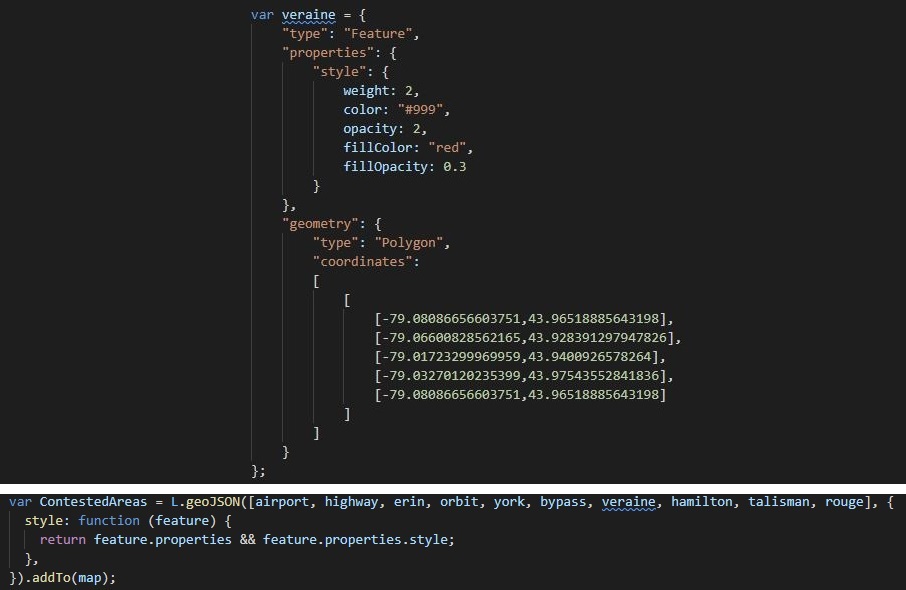 var veraine = {
"type": "Feature",
"properties": {
"style": {
weight: 2,
color: "#999",
opacity: 2,
fillColor: "red",
fillOpacity: 0.3
}
},
"geometry": {
"type": "Polygon",
"coordinates":
[
[
[-79.08086656603751,43.96518885643198],
[-79.06600828562165,43.928391297947826],
[-79.01723299969959,43.9400926578264],
[-79.03270120235399,43.97543552841836],
[-79.08086656603751,43.96518885643198]
]
]
}
};
var ContestedAreas = L.geoJSON([airport, highway, erin, orbit, york, bypass, veraine, hamilton, talisman, rouge], {
style: function (feature) {
return feature.properties && feature.properties.style;
},
}).addTo(map);